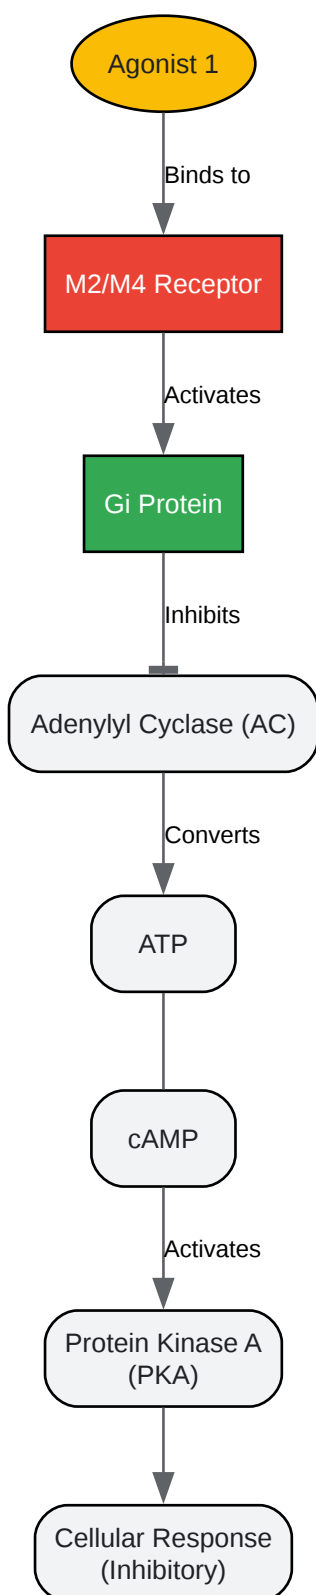 Agonist 1
Binds to
M2/M4 Receptor
Activates
Gi Protein
Inhibits
Adenylyl Cyclase (AC)
Converts
ATP
cAMP
Activates
Protein Kinase A
(PKA)
Cellular Response
(Inhibitory)